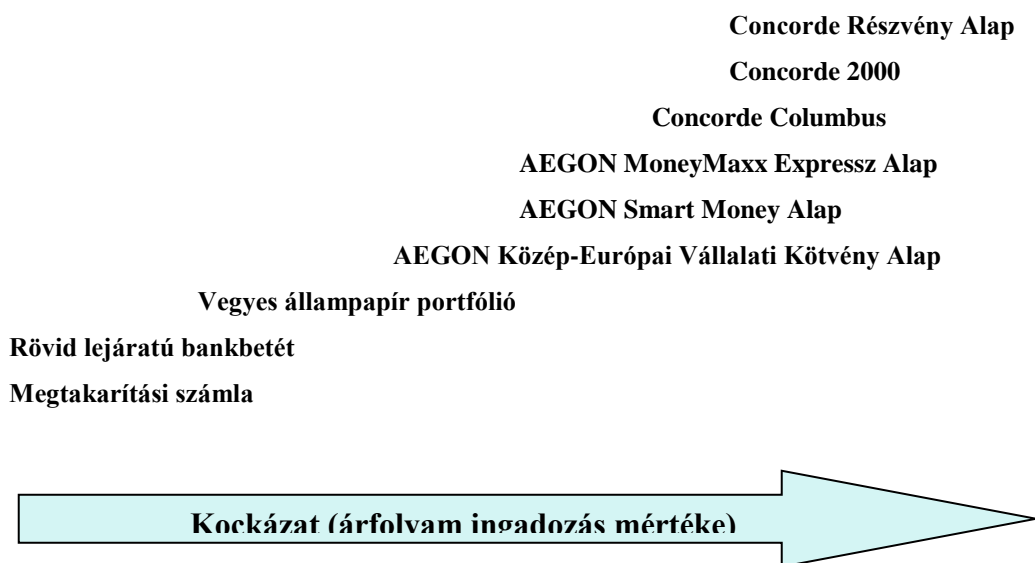 Concorde Részvény Alap
Concorde 2000
Concorde Columbus
AEGON MoneyMaxx Expressz Alap
AEGON Smart Money Alap
AEGON Közép-Európai Vállalati Kötvény Alap
Vegyes állampapír portfólió
Rövid lejáratú bankbetét
Megtakarítási számla
Kockázat (árfolyam ingadozás mértéke)